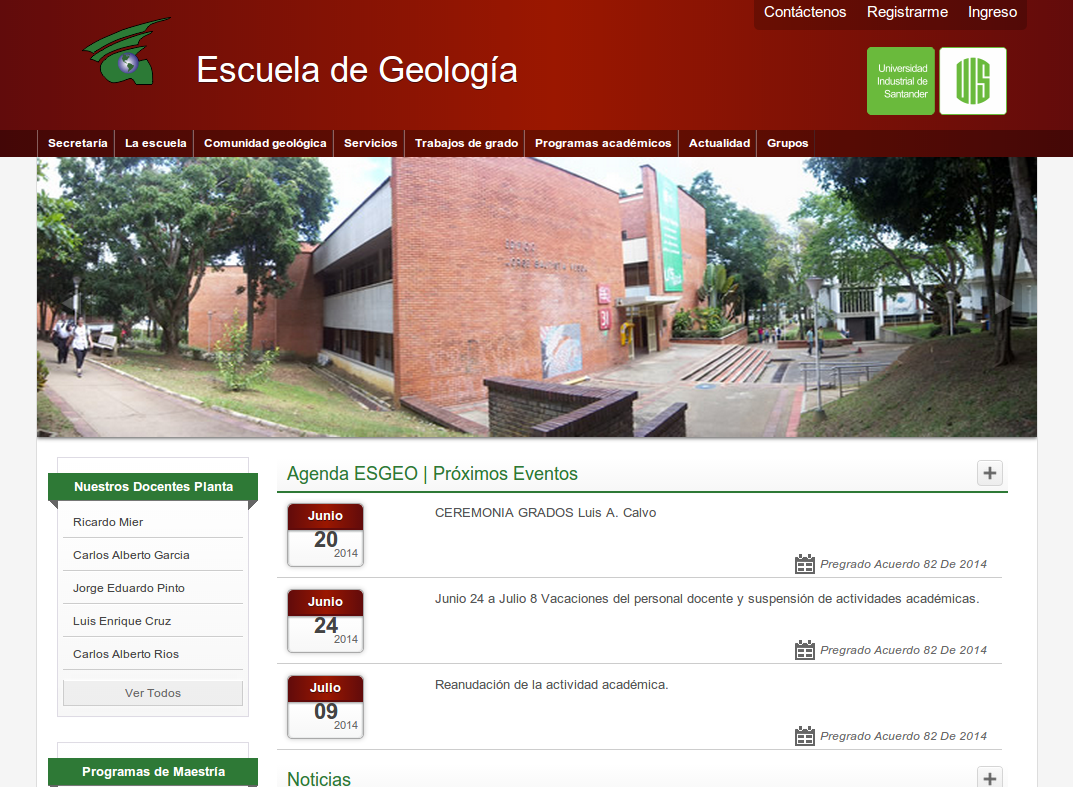 Contáctenos Registrarme Ingreso
Escuela de Geología
Universidad
Industrial de
Santander
UIS
Secretaría La escuela Comunidad geológica Servicios Trabajos de grado Programas académicos Actualidad Grupos
EDIFICIO
JORGE BAUTISTA
31
Nuestros Docentes Planta
Ricardo Mier
Carlos Alberto Garcia
Jorge Eduardo Pinto
Luis Enrique Cruz
Carlos Alberto Rios
Ver Todos
Programas de Maestría
Agenda ESGEO | Próximos Eventos
+
Junio
20
2014
CEREMONIA GRADOS Luis A. Calvo
Pregrado Acuerdo 82 De 2014
Junio
24
2014
Junio 24 a Julio 8 Vacaciones del personal docente y suspensión de actividades académicas.
Pregrado Acuerdo 82 De 2014
Julio
09
2014
Reanudación de la actividad académica.
Pregrado Acuerdo 82 De 2014
Noticias
+